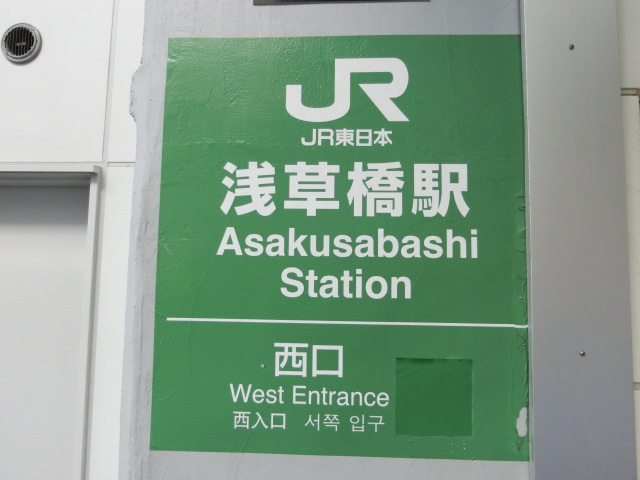 JR
JR東日本
浅草橋駅
Asakusabashi
Station
西口
West Entrance
西入口 서쪽 입구